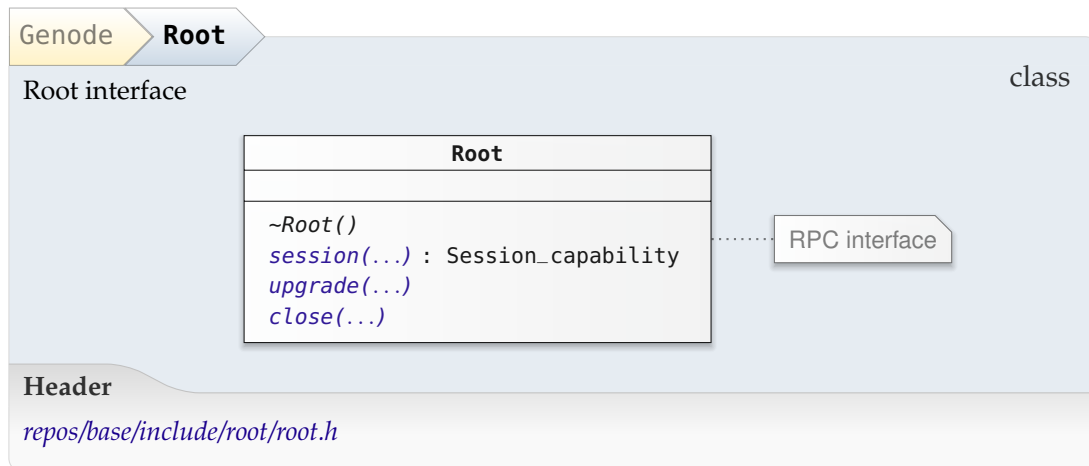 Genode Root
class
Root interface
Root
~Root()
session(...) : Session_capability
upgrade(...)
close(...)
RPC interface
Header
repos/base/include/root/root.h